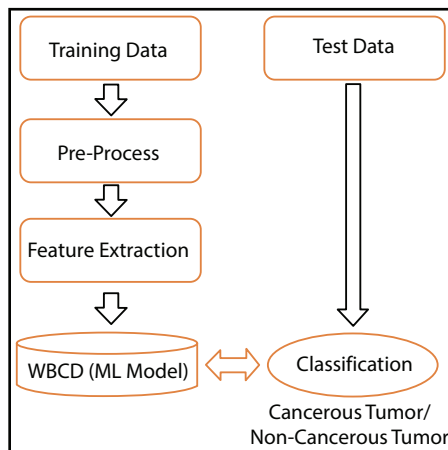 Training Data
Test Data
Pre-Process
Feature Extraction
WBCD (ML Model)
Classification
Cancerous Tumor/
Non-Cancerous Tumor